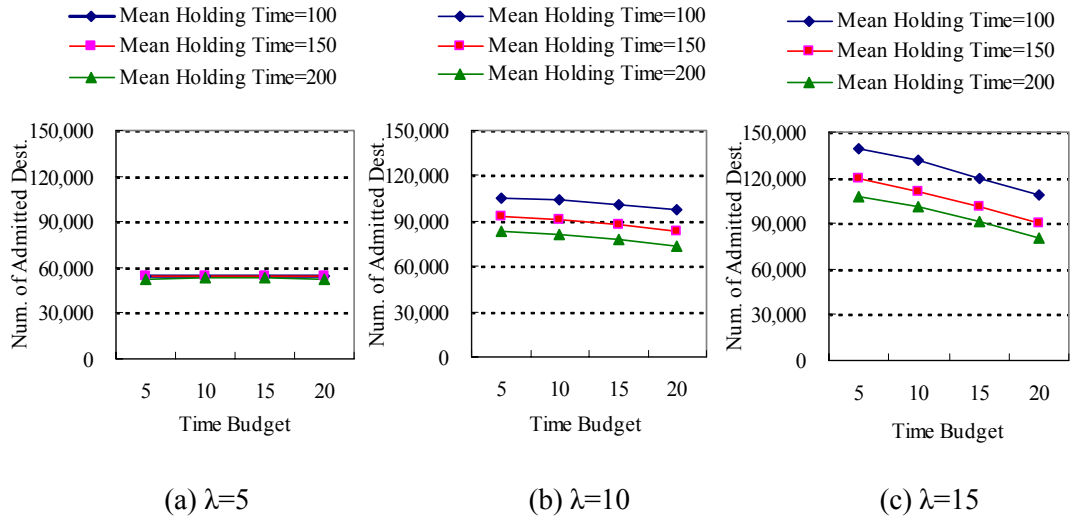 Mean Holding Time=100
Mean Holding Time=150
Mean Holding Time=200
150,000
120,000
90,000
60,000
30,000
0
Num. of Admitted Dest.
5 10 15 20
Time Budget
(a) λ=5
Mean Holding Time=100
Mean Holding Time=150
Mean Holding Time=200
150,000
120,000
90,000
60,000
30,000
0
Num. of Admitted Dest.
5 10 15 20
Time Budget
(b) λ=10
Mean Holding Time=100
Mean Holding Time=150
Mean Holding Time=200
150,000
120,000
90,000
60,000
30,000
0
Num. of Admitted Dest.
5 10 15 20
Time Budget
(c) λ=15